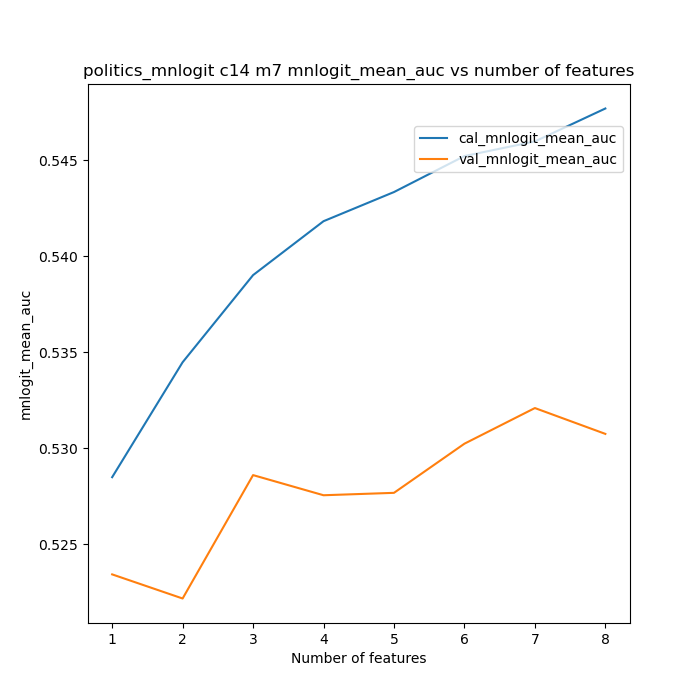 politics_mnlogit c14 m7 mnlogit_mean_auc vs number of features
cal_mnlogit_mean_auc
val_mnlogit_mean_auc
0.545
0.540
0.535
0.530
0.525
mnlogit_mean_auc
1 2 3 4 5 6 7 8
Number of features